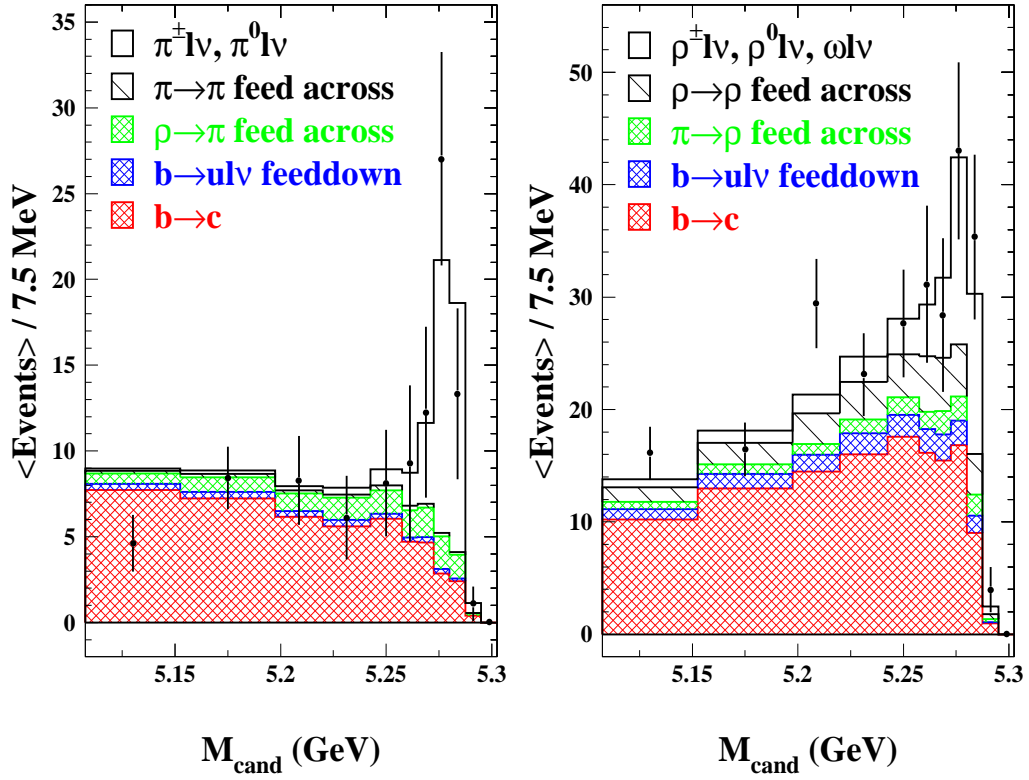 <Events> / 7.5 MeV
35
30
25
20
15
10
5
0
π±lν, π⁰lν
π→π feed across
ρ→π feed across
b→ulν feeddown
b→c
5.15
5.2
5.25
5.3
M_cand (GeV)
<Events> / 7.5 MeV
50
40
30
20
10
0
ρ±lν, ρ⁰lν, ωlν
ρ→ρ feed across
π→ρ feed across
b→ulν feeddown
b→c
5.15
5.2
5.25
5.3
M_cand (GeV)